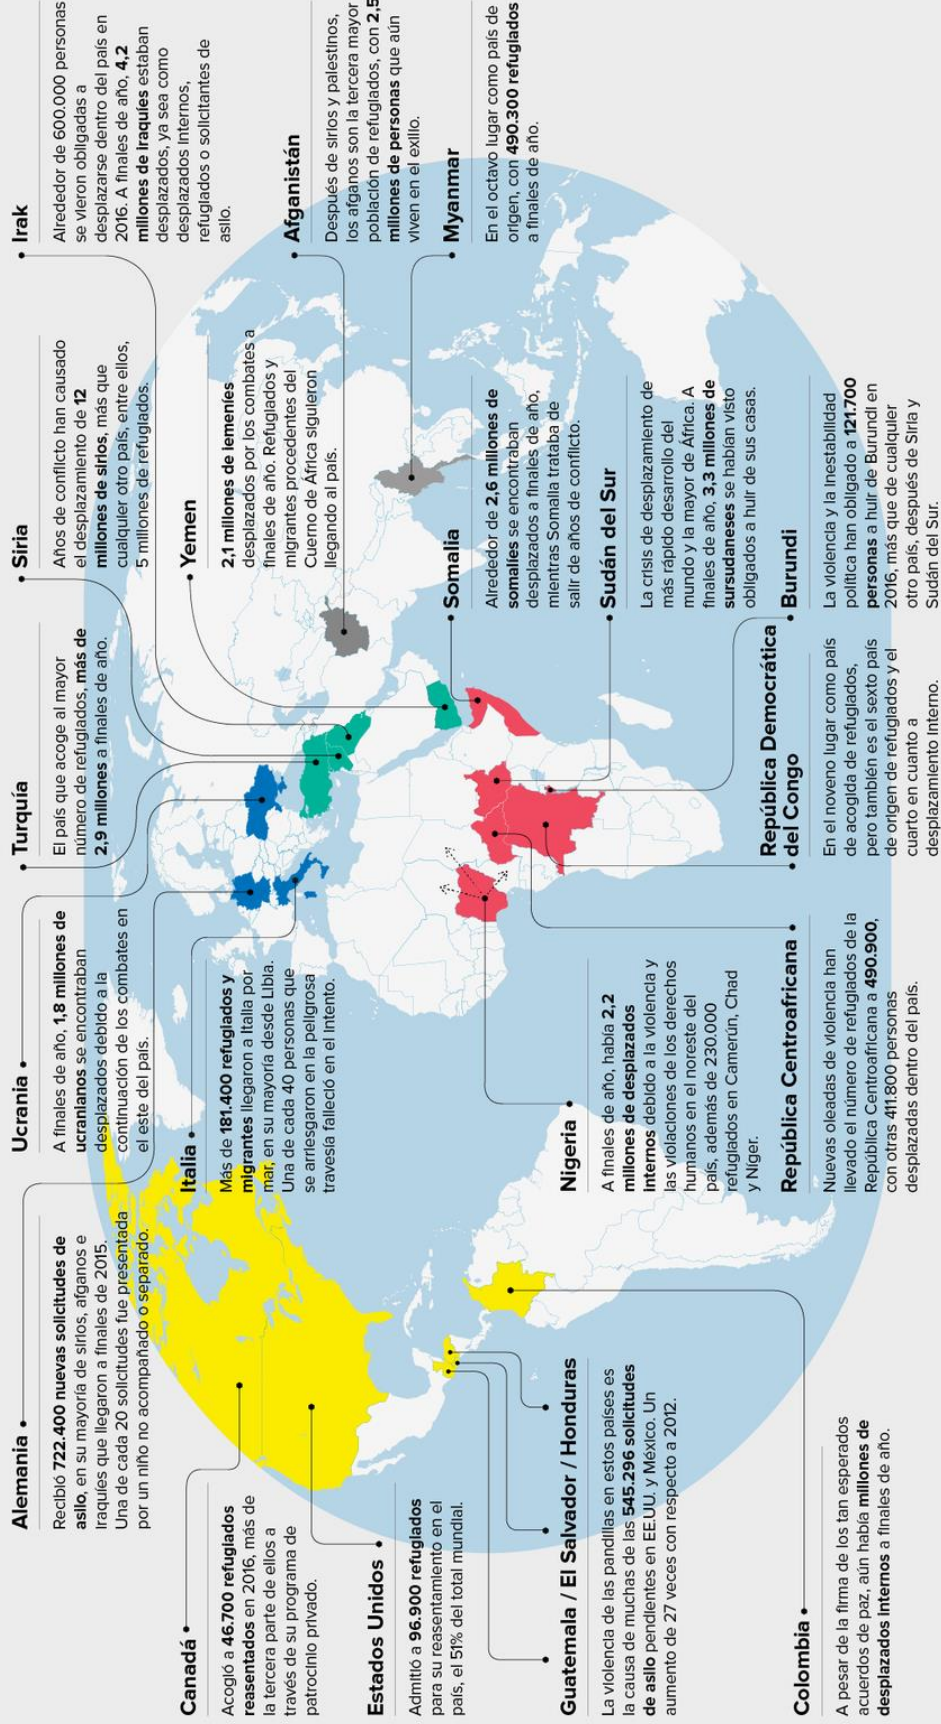 Alemania
Recibió 722.400 nuevas solicitudes de
asilo, en su mayoría de sirios, afganos e
iraquíes que llegaron a finales de 2015.
Una de cada 20 solicitudes fue presentada
por un niño no acompañado o separado.
Ucrania
A finales de año, 1,8 millones de
ucranianos se encontraban
desplazados debido a la
continuación de los combates en
el este del país.
Turquía
El país que acoge al mayor
número de refugiados, más de
2,9 millones a finales de año.
Siria
Años de conflicto han causado
el desplazamiento de 12
millones de sirios, más que
cualquier otro país, entre ellos,
5 millones de refugiados.
Irak
Alrededor de 600.000 personas
se vieron obligadas a
desplazarse dentro del país en
2016. A finales de año, 4,2
millones de iraquíes estaban
desplazados, ya sea como
desplazados internos,
refugiados o solicitantes de
asilo.
Canadá
Acogió a 46.700 refugiados
reasentados en 2016, más de
la tercera parte de ellos a
través de su programa de
patrocinio privado.
Italia
Más de 181.400 refugiados y
migrantes llegaron a Italia por
mar, en su mayoría desde Libia.
Una de cada 40 personas que
se arriesgaron en la peligrosa
travesía falleció en el intento.
Yemen
2,1 millones de iemeníes
desplazados por los combates a
finales de año. Refugiados y
migrantes procedentes del
Cuerno de África siguieron
llegando al país.
Afganistán
Después de sirios y palestinos,
los afganos son la tercera mayor
población de refugiados, con 2,5
millones de personas que aún
viven en el exilio.
Estados Unidos
Admitió a 96.900 refugiados
para su reasentamiento en el
país, el 51% del total mundial.
Somalia
Alrededor de 2,6 millones de
somalíes se encontraban
desplazados a finales de año,
mientras Somalia trataba de
salir de años de conflicto.
Myanmar
En el octavo lugar como país de
origen, con 490.300 refugiados
a finales de año.
Guatemala / El Salvador / Honduras
La violencia de las pandillas en estos países es
la causa de muchas de las 545.296 solicitudes
de asilo pendientes en EE.UU. y México. Un
aumento de 27 veces con respecto a 2012.
Nigeria
A finales de año, había 2,2
millones de desplazados
internos debido a la violencia y
las violaciones de los derechos
humanos en el noreste del
país, además de 230.000
refugiados en Camerún, Chad
y Níger.
Sudán del Sur
La crisis de desplazamiento de
más rápido desarrollo del
mundo y la mayor de África. A
finales de año, 3,3 millones de
sursudaneses se habían visto
obligados a huir de sus casas.
Colombia
A pesar de la firma de los tan esperados
acuerdos de paz, aún había millones de
desplazados internos a finales de año.
República Centroafricana
Nuevas oleadas de violencia han
llevado el número de refugiados de la
República Centroafricana a 490.900,
con otras 411.800 personas
desplazadas dentro del país.
República Democrática
del Congo
En el noveno lugar como país
de acogida de refugiados,
pero también es el sexto país
de origen de refugiados y el
cuarto en cuanto a
desplazamiento interno.
Burundi
La violencia y la inestabilidad
política han obligado a 121.700
personas a huir de Burundi en
2016, más que de cualquier
otro país, después de Siria y
Sudán del Sur.